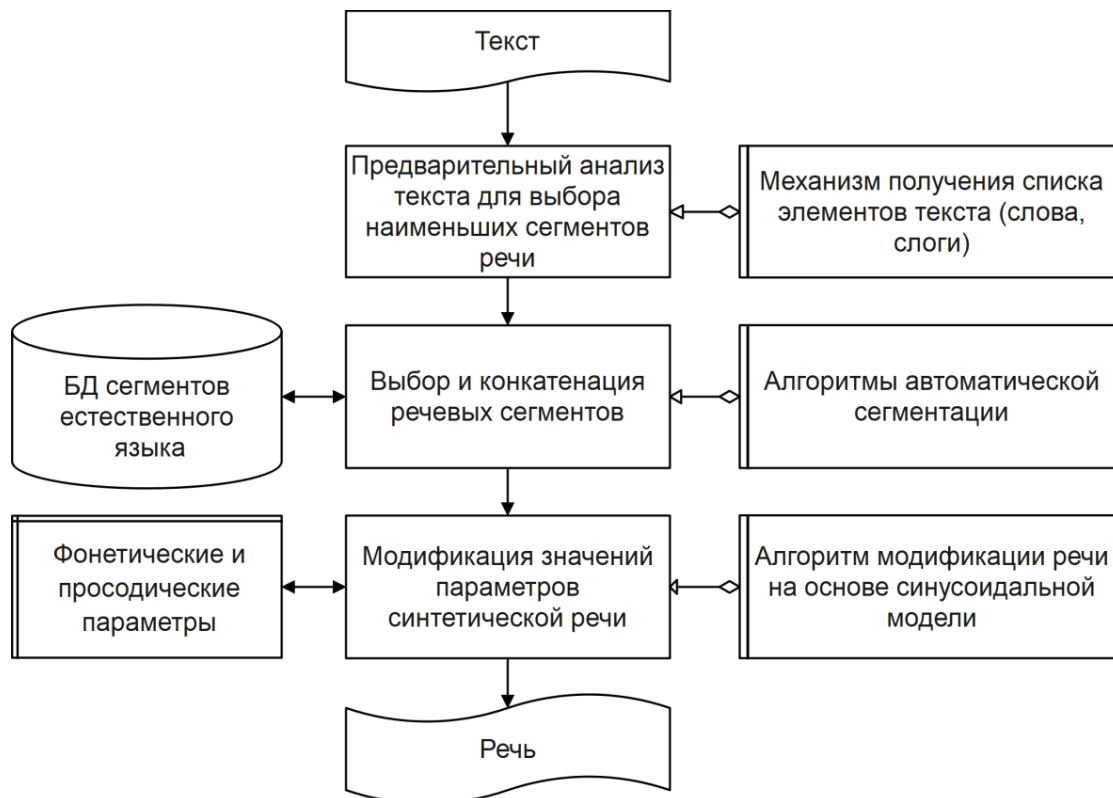 Текст
Предварительный анализ
текста для выбора
наименьших сегментов
речи
Механизм получения списка
элементов текста (слова,
слоги)
БД сегментов
естественного
языка
Выбор и конкатенация
речевых сегментов
Алгоритмы автоматической
сегментации
Фонетические и
просодические
параметры
Модификация значений
параметров
синтетической речи
Алгоритм модификации речи
на основе синусоидальной
модели
Речь